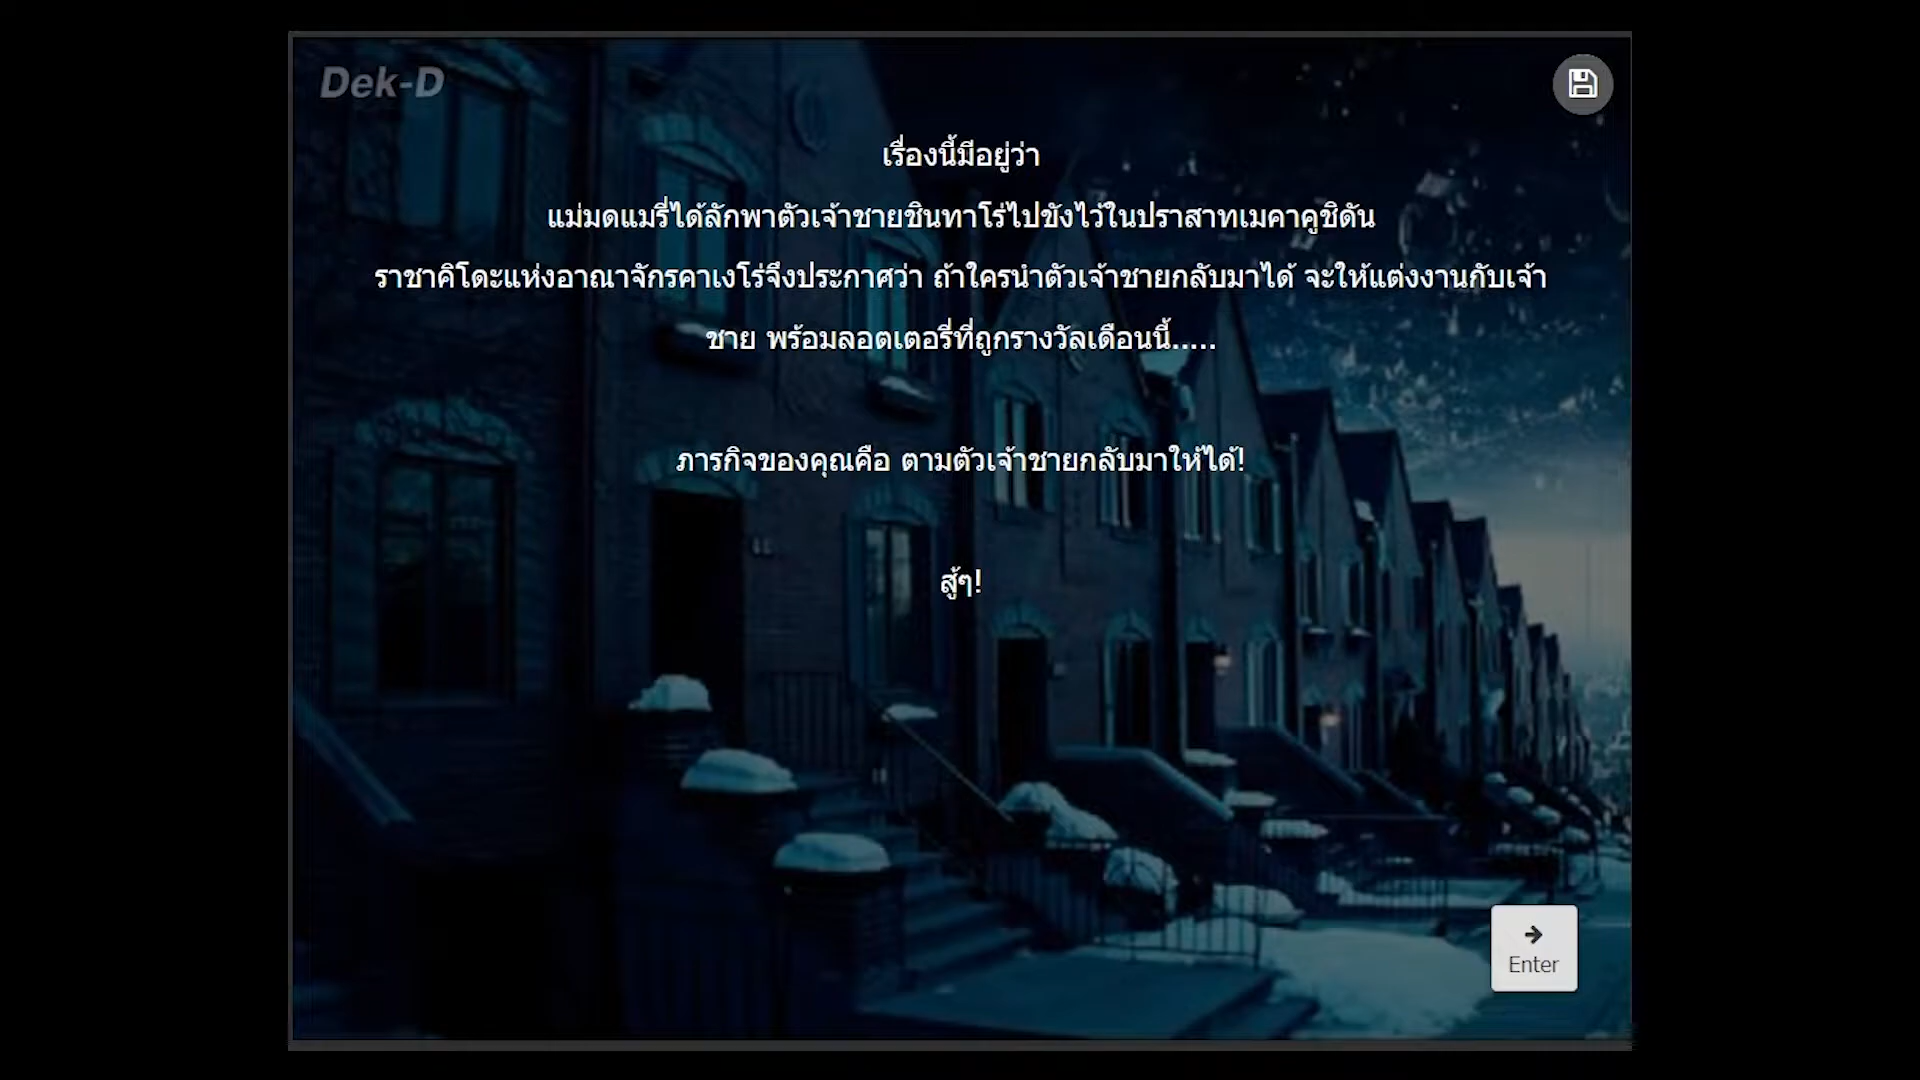 Dek-D
เรื่องนี้มีอยู่ว่า
แม่มดแมรี่ได้ลักพาตัวเจ้าชายชินทาโร่ไปขังไว้ในปราสาทเมคาคูชิดัน
ราชาคิโดะแห่งอาณาจักรคาเงโร่จึงประกาศว่า ถ้าใครนำตัวเจ้าชายกลับมาได้ จะให้แต่งงานกับเจ้า
ชาย พร้อมลอตเตอรี่ที่ถูกรางวัลเดือนนี้.....
ภารกิจของคุณคือ ตามตัวเจ้าชายกลับมาให้ได้!
สู้ๆ!
Enter